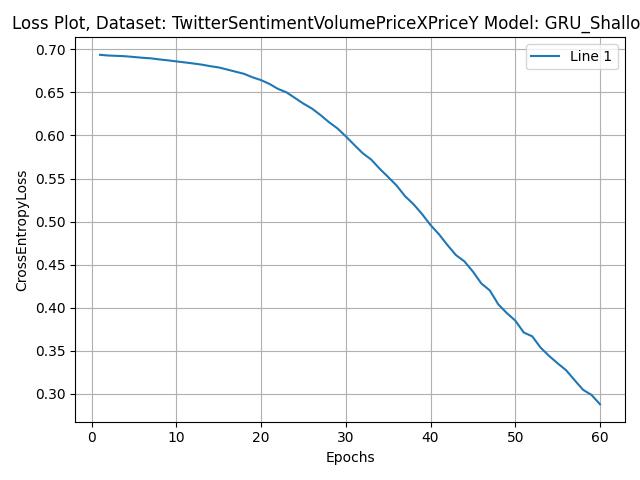 Loss Plot, Dataset: TwitterSentimentVolumePriceXPriceY Model: GRU_Shallo
Line 1
0.70
0.65
0.60
0.55
0.50
0.45
0.40
0.35
0.30
CrossEntropyLoss
0 10 20 30 40 50 60
Epochs